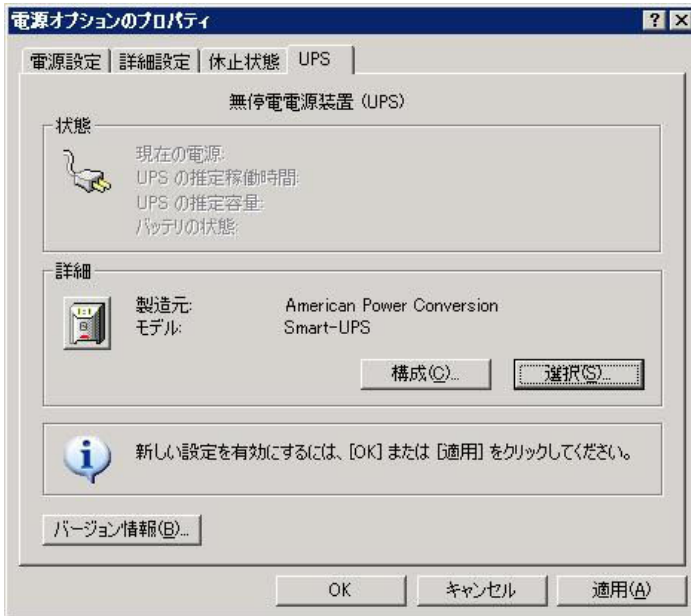 電源オプションのプロパティ
電源設定 詳細設定 休止状態 UPS
無停電電源装置 (UPS)
状態
現在の電源:
UPS の推定稼働時間:
UPS の推定容量:
バッテリの状態:
詳細
製造元: American Power Conversion
モデル: Smart-UPS
構成(C)... 選択(S)...
新しい設定を有効にするには、[OK] または [適用] をクリックしてください。
バージョン情報(B)...
OK キャンセル 適用(A)